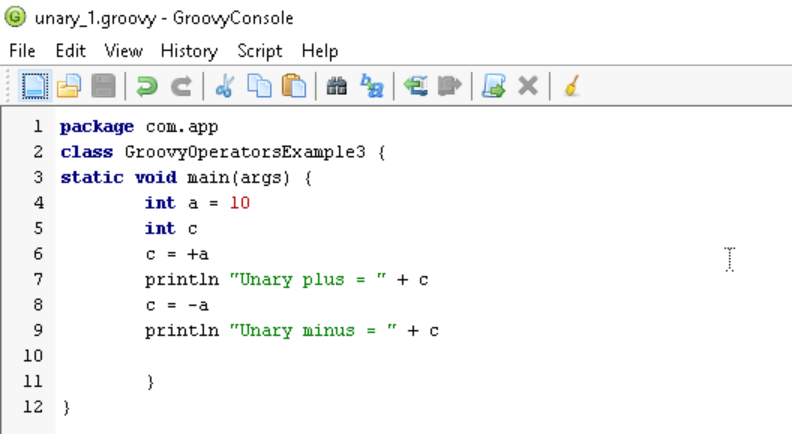 unary_1.groovy - GroovyConsole
File Edit View History Script Help
1 package com.app
2 class GroovyOperatorsExample3 {
3 static void main(args) {
4 int a = 10
5 int c
6 c = +a
7 println "Unary plus = " + c
8 c = -a
9 println "Unary minus = " + c
10
11 }
12 }